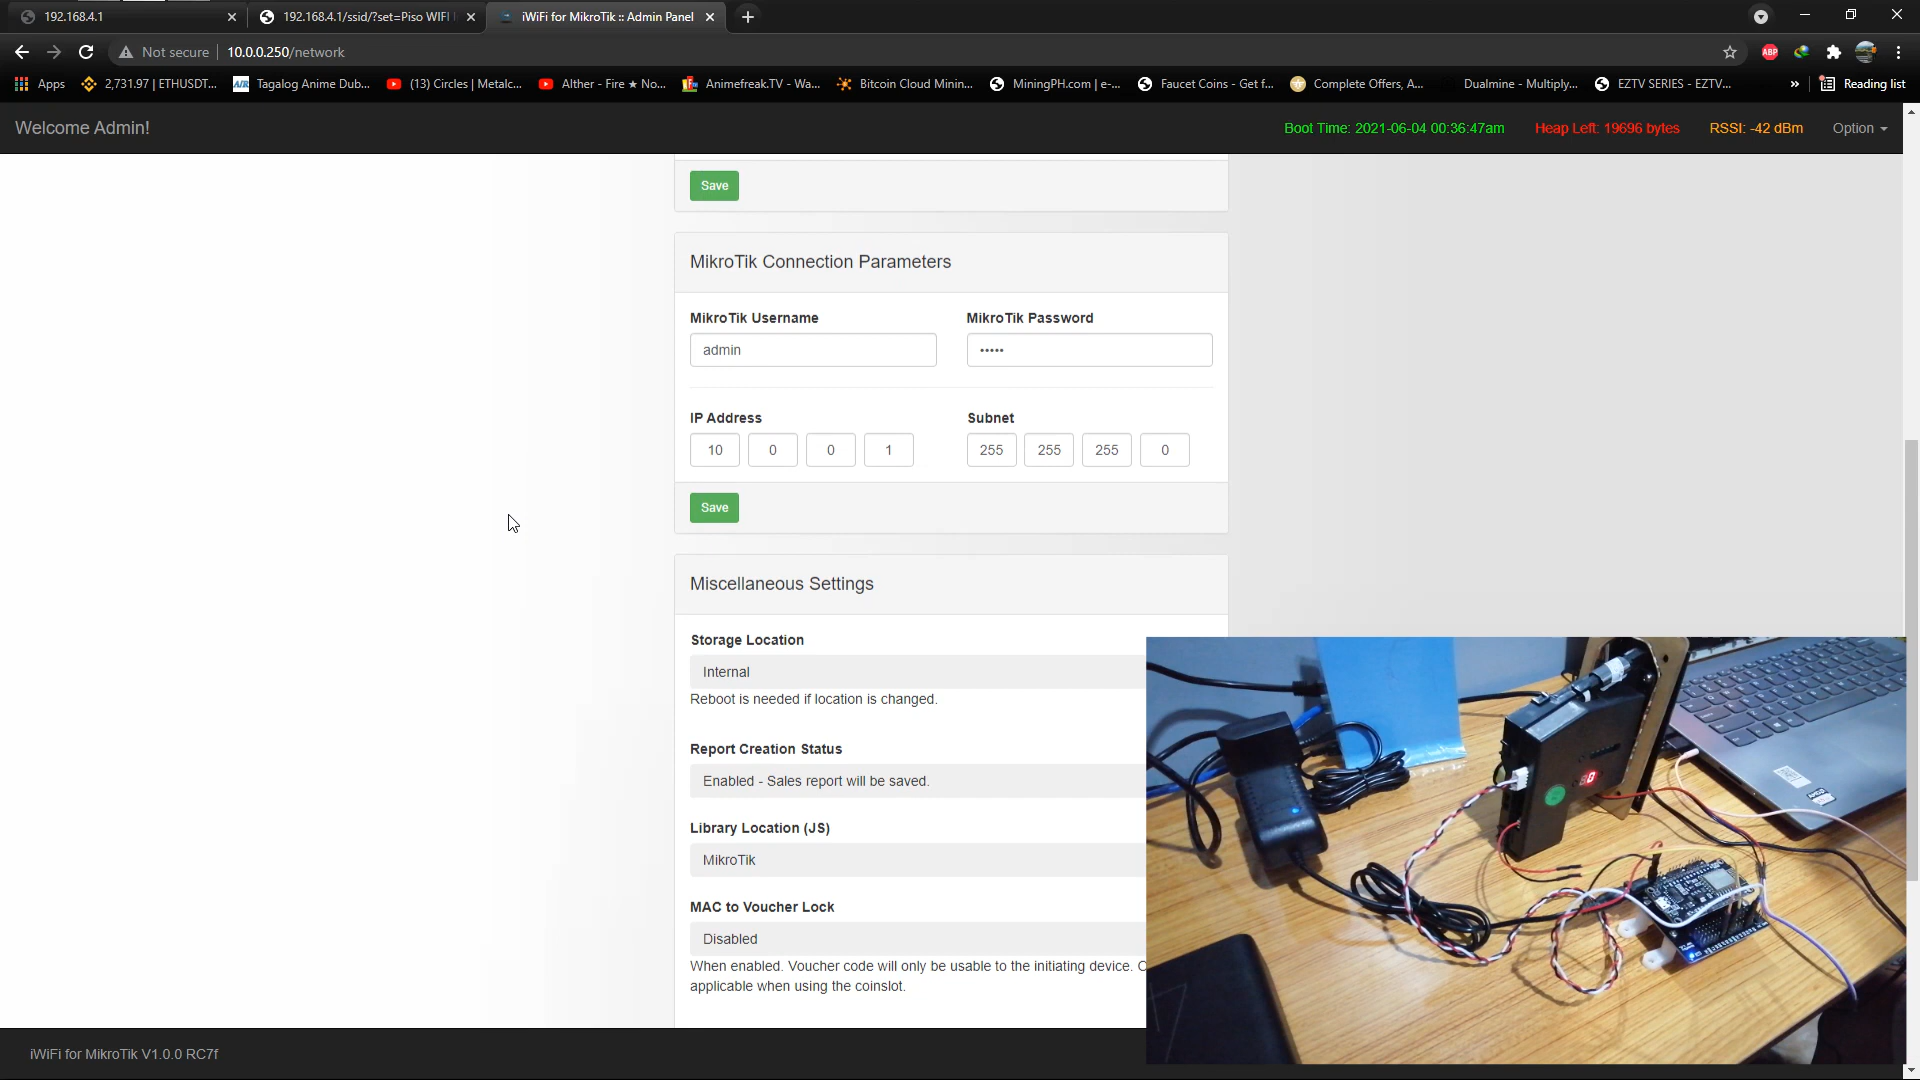 192.168.4.1
192.168.4.1/ssid/?set=Piso WIFI
iWiFi for MikroTik :: Admin Panel
Not secure
10.0.0.250/network
ABP
Apps
2,731.97 | ETHUSDT...
Tagalog Anime Dub...
(13) Circles | Metalc...
Alther - Fire ★ No...
Animefreak.TV - Wa...
Bitcoin Cloud Minin...
MiningPH.com | e-...
Faucet Coins - Get f...
Complete Offers, A...
Dualmine - Multiply...
EZTV SERIES - EZTV...
»
Reading list
Welcome Admin!
Boot Time: 2021-06-04 00:36:47am
Heap Left: 19696 bytes
RSSI: -42 dBm
Option
Save
MikroTik Connection Parameters
MikroTik Username
MikroTik Password
admin
•••••
IP Address
Subnet
10 0 0 1
255 255 255 0
Save
Miscellaneous Settings
Storage Location
Internal
Reboot is needed if location is changed.
Report Creation Status
Enabled - Sales report will be saved.
Library Location (JS)
MikroTik
MAC to Voucher Lock
Disabled
When enabled. Voucher code will only be usable to the initiating device.
applicable when using the coinslot.
iWiFi for MikroTik V1.0.0 RC7f